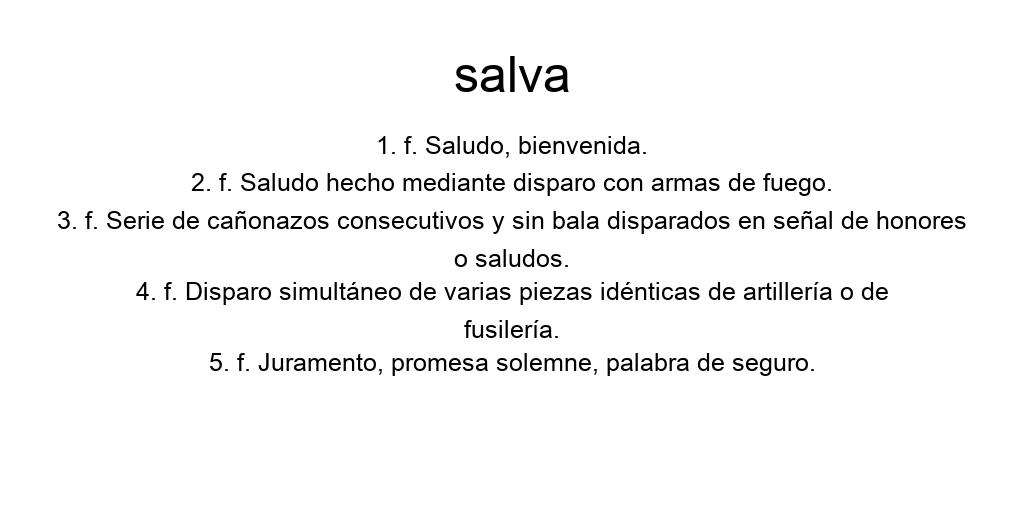 salva
1. f. Saludo, bienvenida.
2. f. Saludo hecho mediante disparo con armas de fuego.
3. f. Serie de cañonazos consecutivos y sin bala disparados en señal de honores
o saludos.
4. f. Disparo simultáneo de varias piezas idénticas de artillería o de
fusilería.
5. f. Juramento, promesa solemne, palabra de seguro.